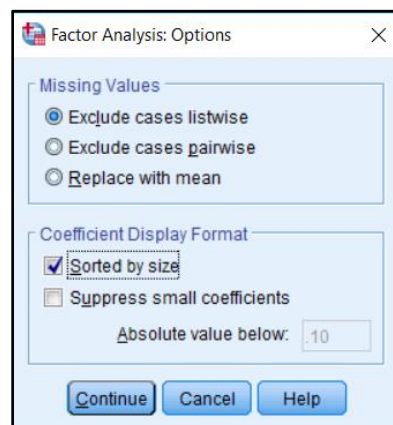 Factor Analysis: Options
Missing Values
Exclude cases listwise
Exclude cases pairwise
Replace with mean
Coefficient Display Format
Sorted by size
Suppress small coefficients
Absolute value below: .10
Continue Cancel Help